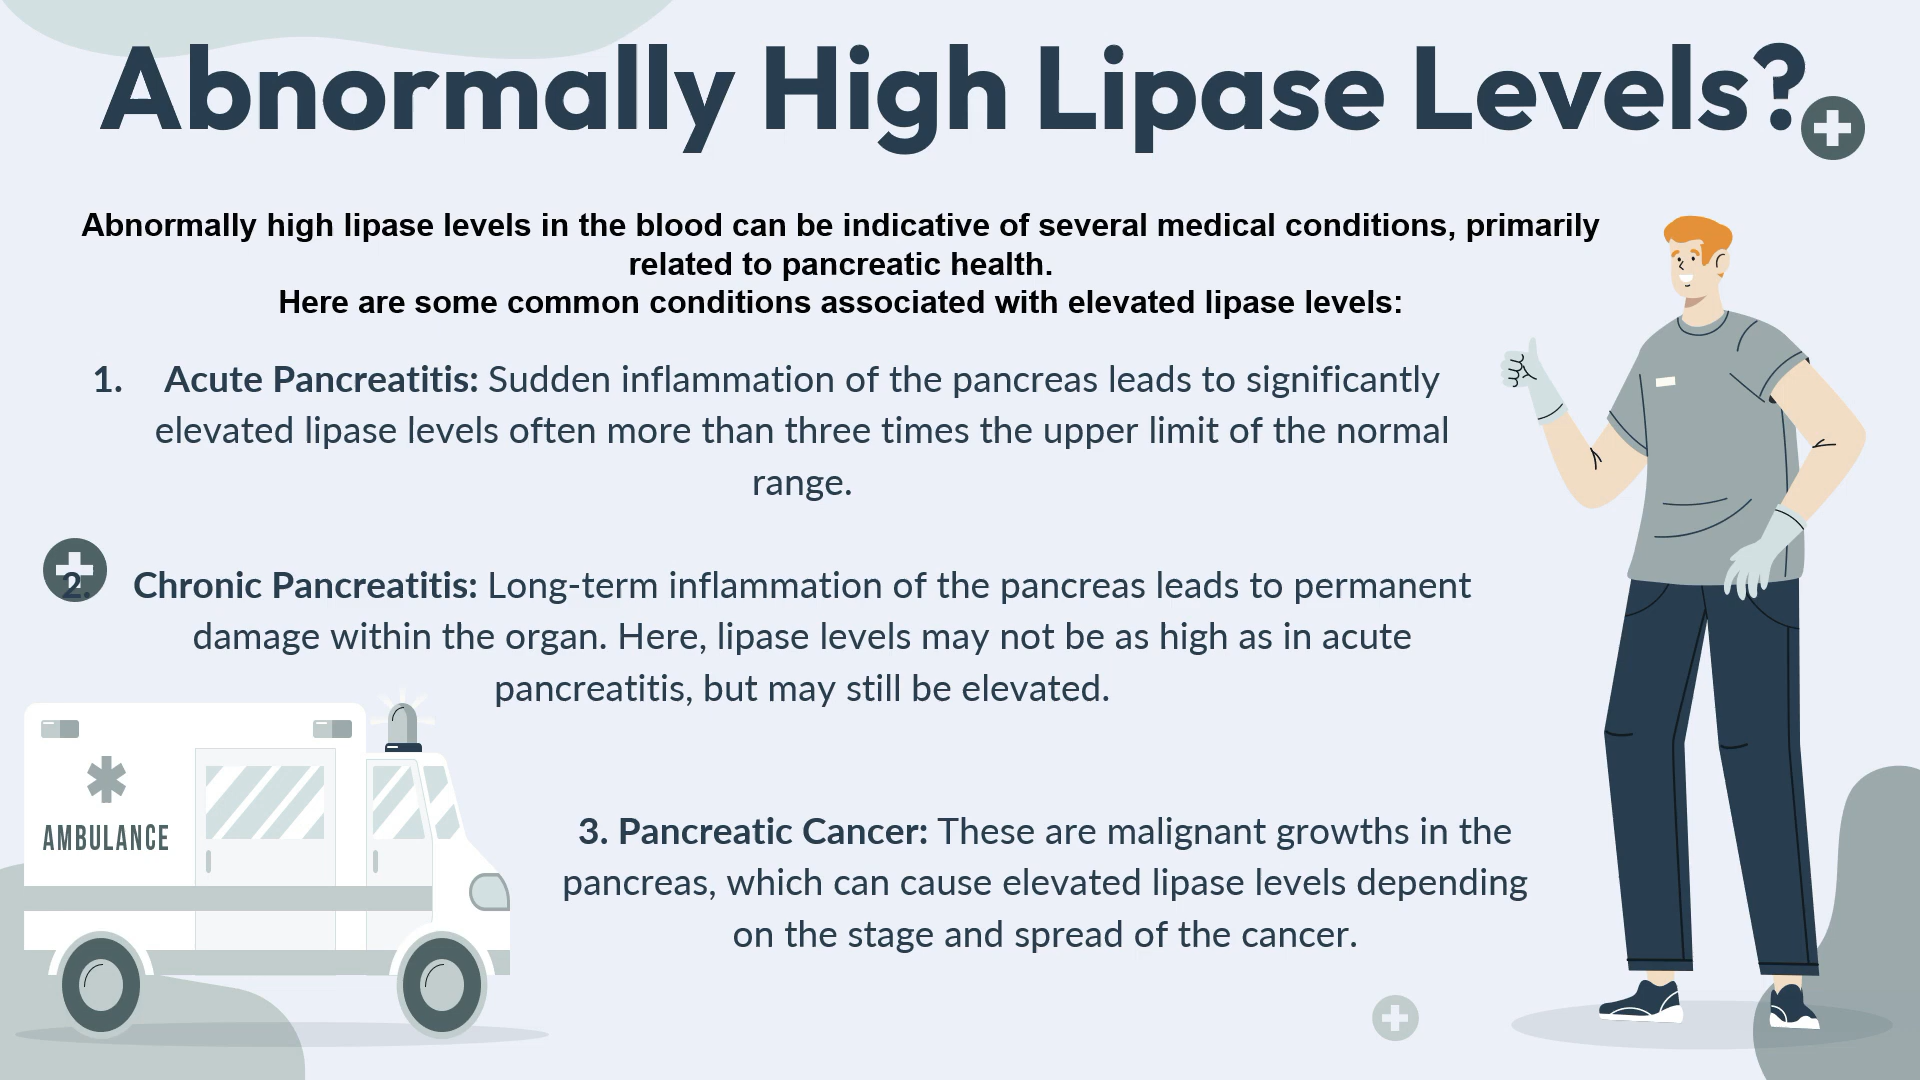 Abnormally High Lipase Levels?
Abnormally high lipase levels in the blood can be indicative of several medical conditions, primarily
related to pancreatic health.
Here are some common conditions associated with elevated lipase levels:
1. Acute Pancreatitis: Sudden inflammation of the pancreas leads to significantly
elevated lipase levels often more than three times the upper limit of the normal
range.
2. Chronic Pancreatitis: Long-term inflammation of the pancreas leads to permanent
damage within the organ. Here, lipase levels may not be as high as in acute
pancreatitis, but may still be elevated.
AMBULANCE
3. Pancreatic Cancer: These are malignant growths in the
pancreas, which can cause elevated lipase levels depending
on the stage and spread of the cancer.